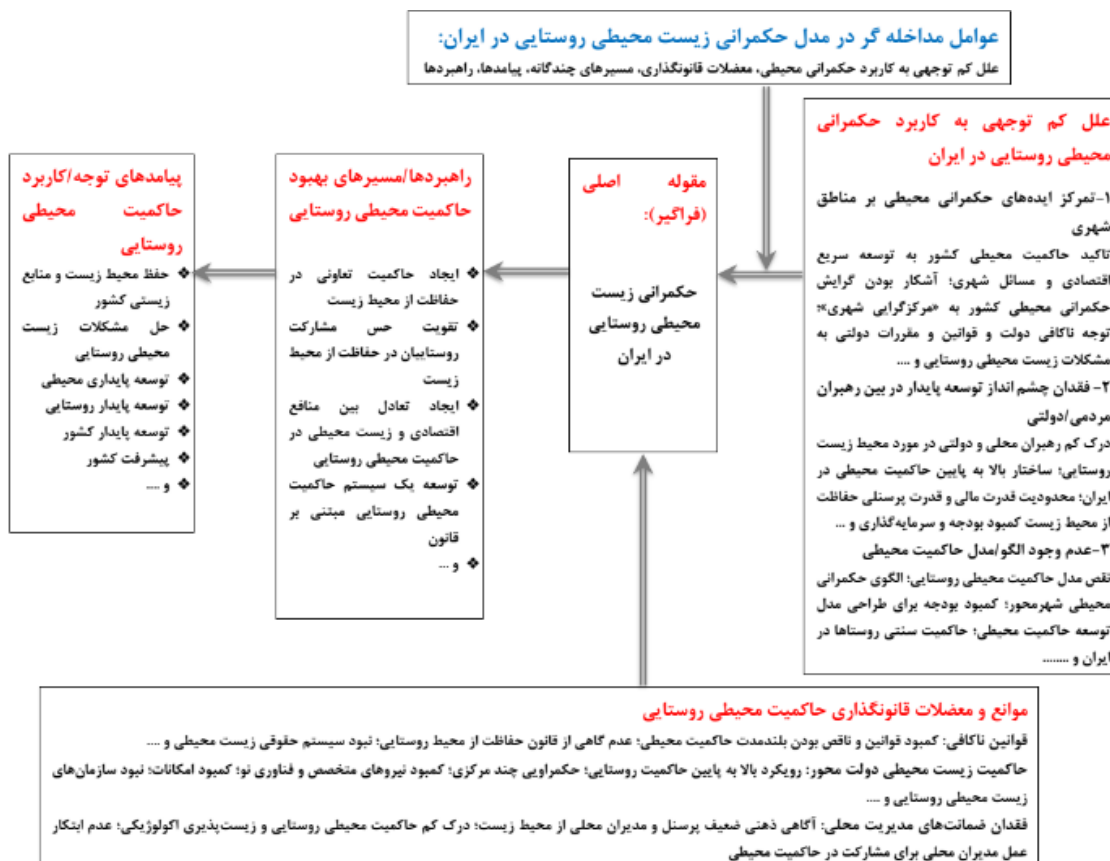 عوامل مداخله گر در مدل حکمرانی زیست محیطی روستایی در ایران:
علل کم توجهی به کاربرد حکمرانی محیطی، معضلات قانونگذاری، مسیرهای چندگانه، پیامدها، راهبردها
علل کم توجهی به کاربرد حکمرانی
محیطی روستایی در ایران
۱-تمرکز ایده‌های حکمرانی محیطی بر مناطق
شهری
تاکید حاکمیت محیطی کشور به توسعه سریع
اقتصادی و مسائل شهری؛ آشکار بودن گرایش
حکمرانی محیطی کشور به «مرکزگرایی شهری»؛
توجه ناکافی دولت و قوانین و مقررات دولتی به
مشکلات زیست محیطی روستایی و ....
۲- فقدان چشم انداز توسعه پایدار در بین رهبران
مردمی/دولتی
درک کم رهبران محلی و دولتی در مورد محیط زیست
روستایی؛ ساختار بالا به پایین حاکمیت محیطی در
ایران؛ محدودیت قدرت مالی و قدرت پرسنلی حفاظت
از محیط زیست کمبود بودجه و سرمایه‌گذاری و ...
۳-عدم وجود الگو/مدل حاکمیت محیطی
نقص مدل حاکمیت محیطی روستایی؛ الگوی حکمرانی
محیطی شهرمحور؛ کمبود بودجه برای طراحی مدل
توسعه حاکمیت محیطی؛ حاکمیت سنتی روستاها در
ایران و ........
مقوله اصلی
(فراگیر):
حکمرانی زیست
محیطی روستایی
در ایران
راهبردها/مسیرهای بهبود
حاکمیت محیطی روستایی
❖ ایجاد حاکمیت تعاونی در
حفاظت از محیط زیست
❖ تقویت حس مشارکت
روستاییان در حفاظت از محیط
زیست
❖ ایجاد تعادل بین منافع
اقتصادی و زیست محیطی در
حاکمیت محیطی روستایی
❖ توسعه یک سیستم حاکمیت
محیطی روستایی مبتنی بر
قانون
❖ و ...
پیامدهای توجه/کاربرد
حاکمیت محیطی
روستایی
❖ حفظ محیط زیست و منابع
زیستی کشور
❖ حل مشکلات زیست
محیطی روستایی
❖ توسعه پایداری محیطی
❖ توسعه پایدار روستایی
❖ توسعه پایدار کشور
❖ پیشرفت کشور
❖ و ....
موانع و معضلات قانونگذاری حاکمیت محیطی روستایی
قوانین ناکافی: کمبود قوانین و ناقص بودن بلندمدت حاکمیت محیطی؛ عدم گاهی از قانون حفاظت از محیط روستایی؛ نبود سیستم حقوقی زیست محیطی و ....
حاکمیت زیست محیطی دولت محور: رویکرد بالا به پایین حاکمیت روستایی؛ حکمراویی چند مرکزی؛ کمبود نیروهای متخصص و فناوری نو؛ کمبود امکانات؛ نبود سازمان‌های
زیست محیطی روستایی و ....
فقدان ضمانت‌های مدیریت محلی: آگاهی ذهنی ضعیف پرسنل و مدیران محلی از محیط زیست؛ درک کم حاکمیت محیطی روستایی و زیست‌پذیری اکولوژیکی؛ عدم ابتکار
عمل مدیران محلی برای مشارکت در حاکمیت محیطی